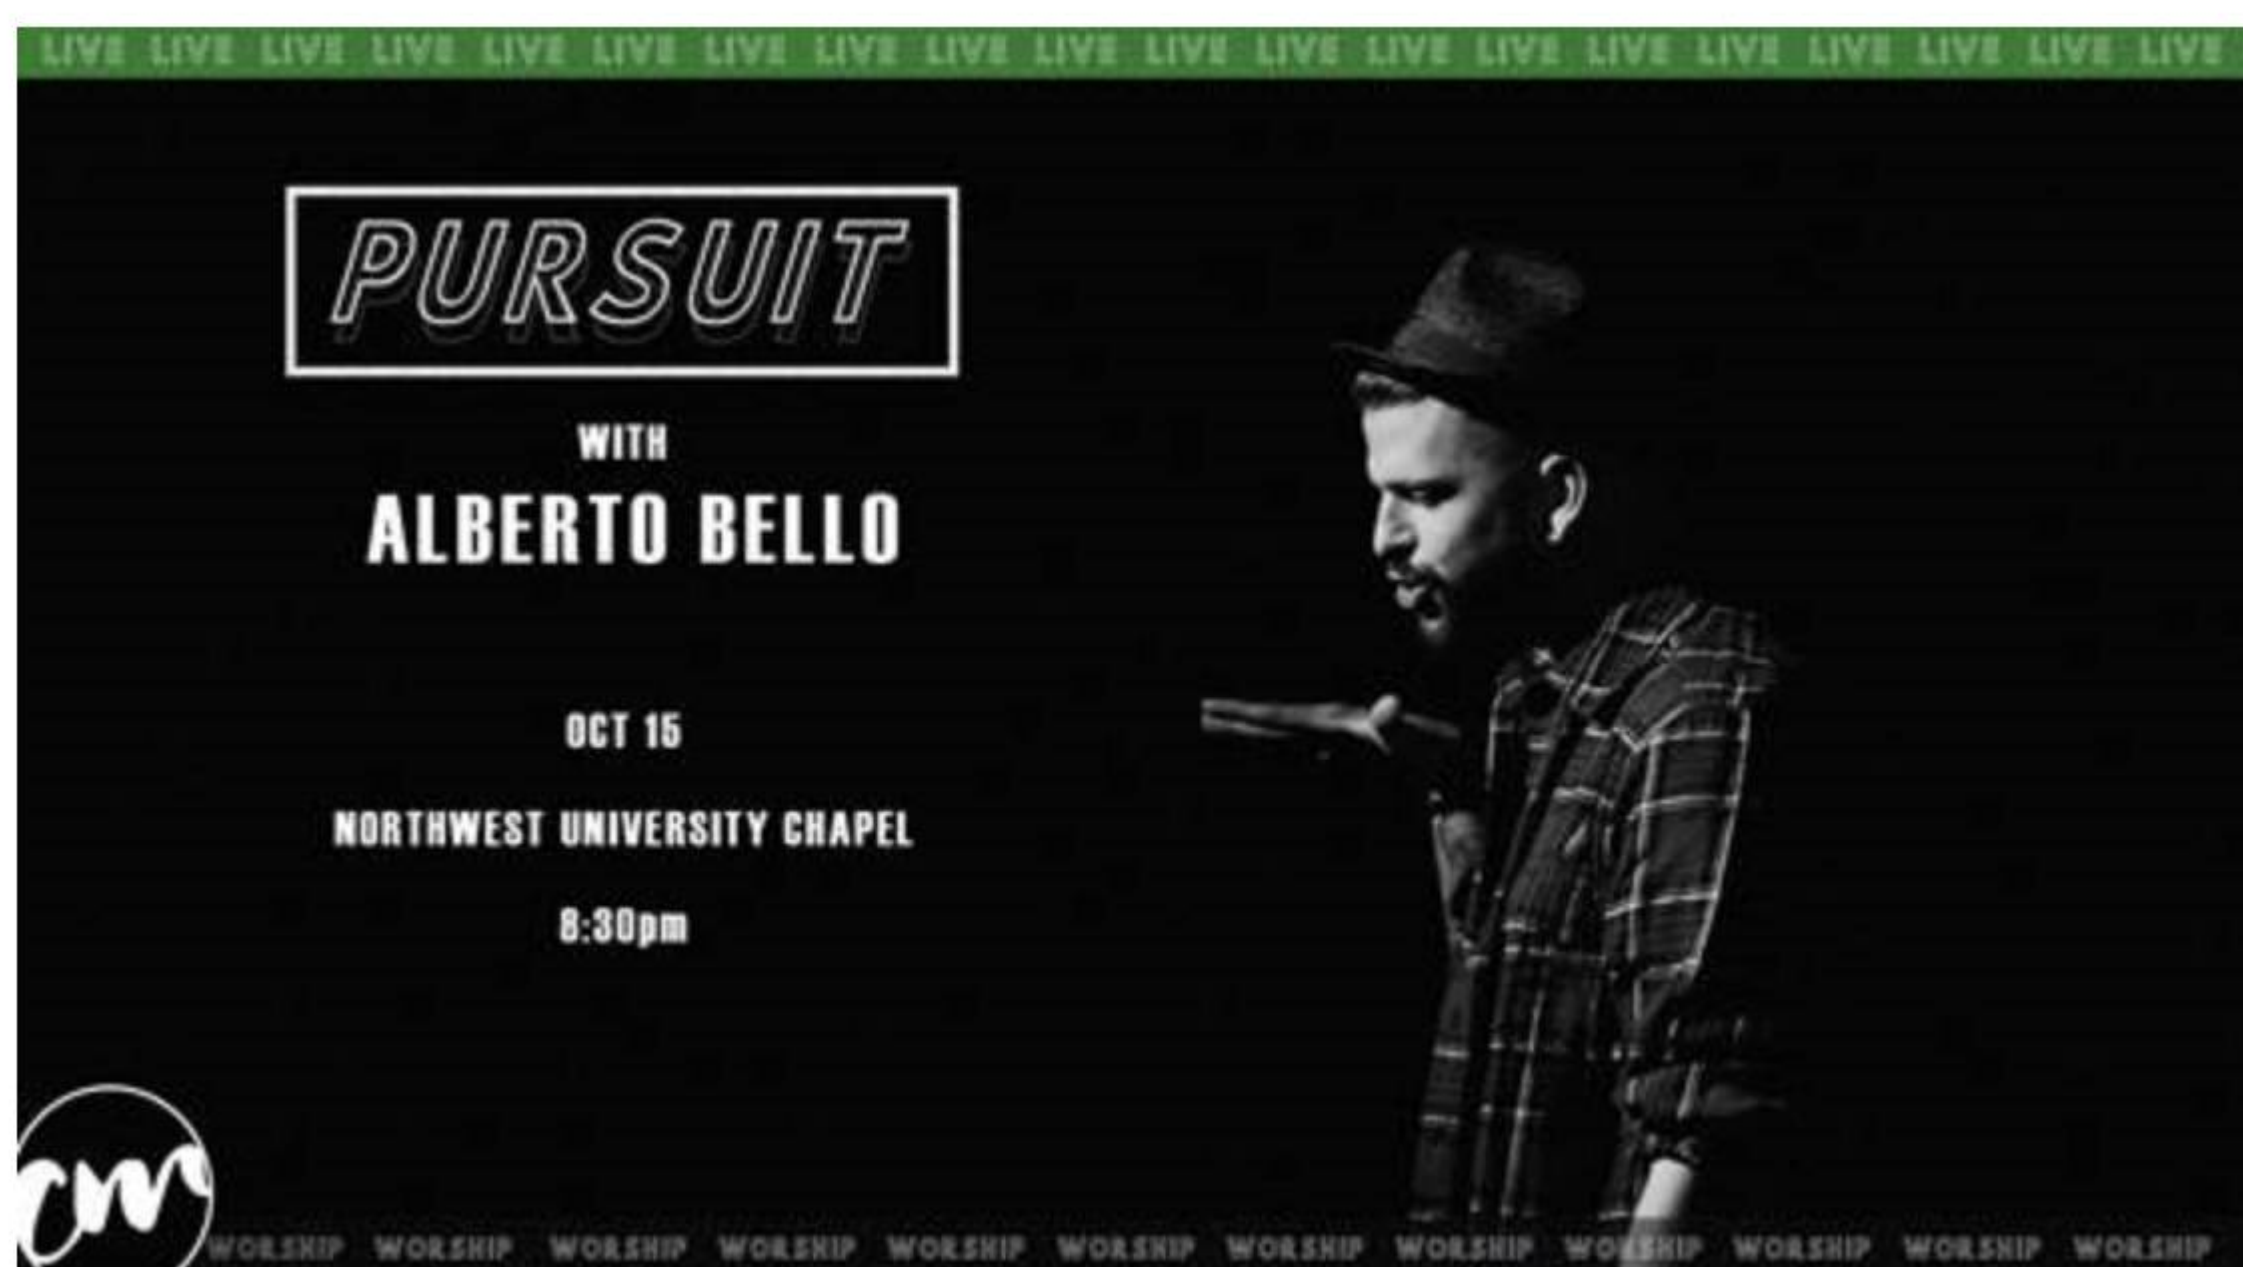 LIVE LIVE LIVE LIVE LIVE LIVE LIVE LIVE LIVE LIVE LIVE LIVE LIVE LIVE LIVE LIVE LIVE LIVE LIVE LIVE
PURSUIT
WITH
ALBERTO BELLO
OCT 15
NORTHWEST UNIVERSITY CHAPEL
8:30pm
cm
WORSHIP WORSHIP WORSHIP WORSHIP WORSHIP WORSHIP WORSHIP WORSHIP WORSHIP WORSHIP WORSHIP WORSHIP